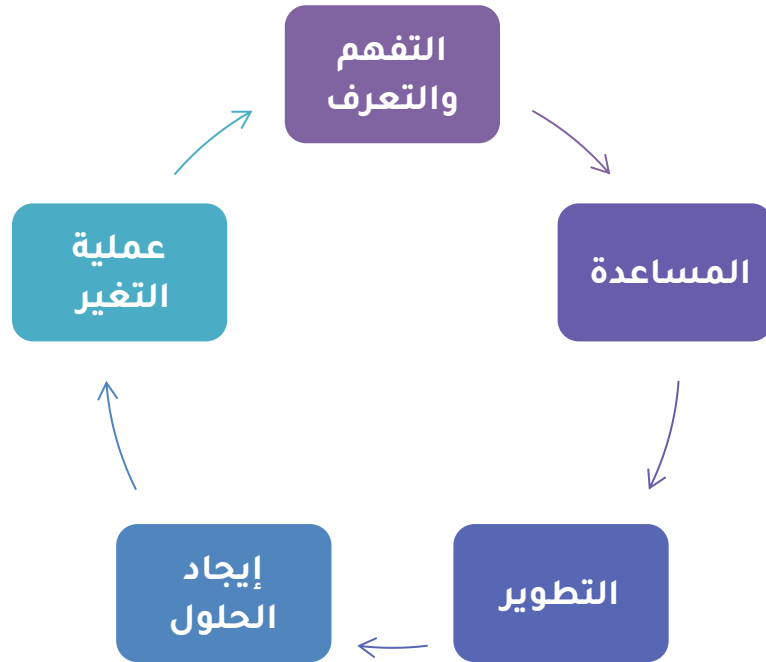 التفهم
والتعرف
المساعدة
التطوير
إيجاد
الحلول
عملية
التغير